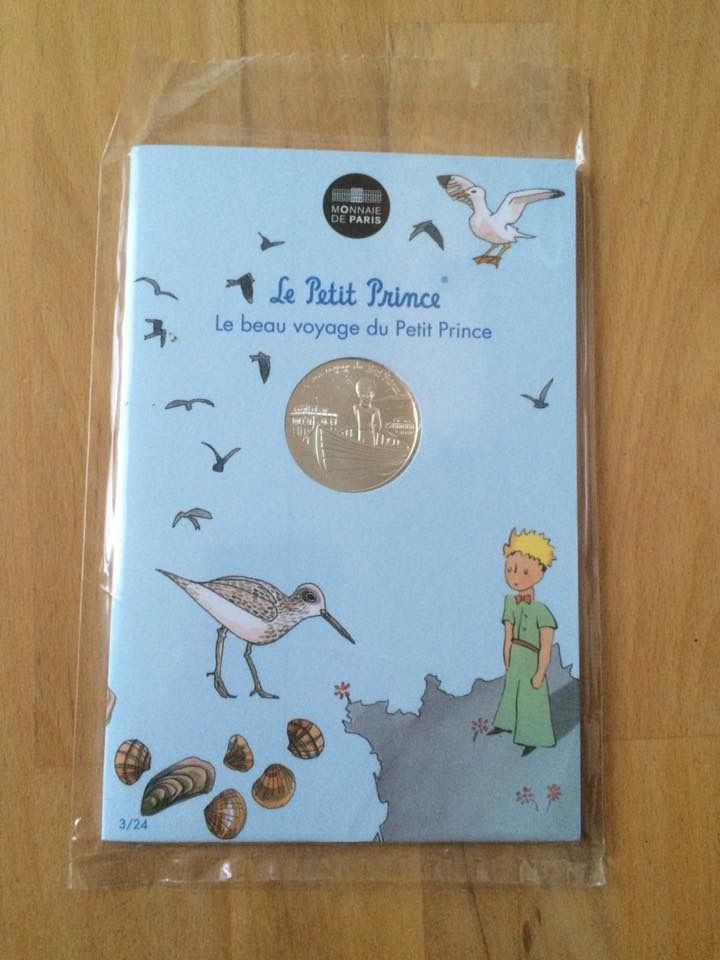 MONNAIE
DE PARIS
Le Petit Prince®
Le beau voyage du Petit Prince
3/24